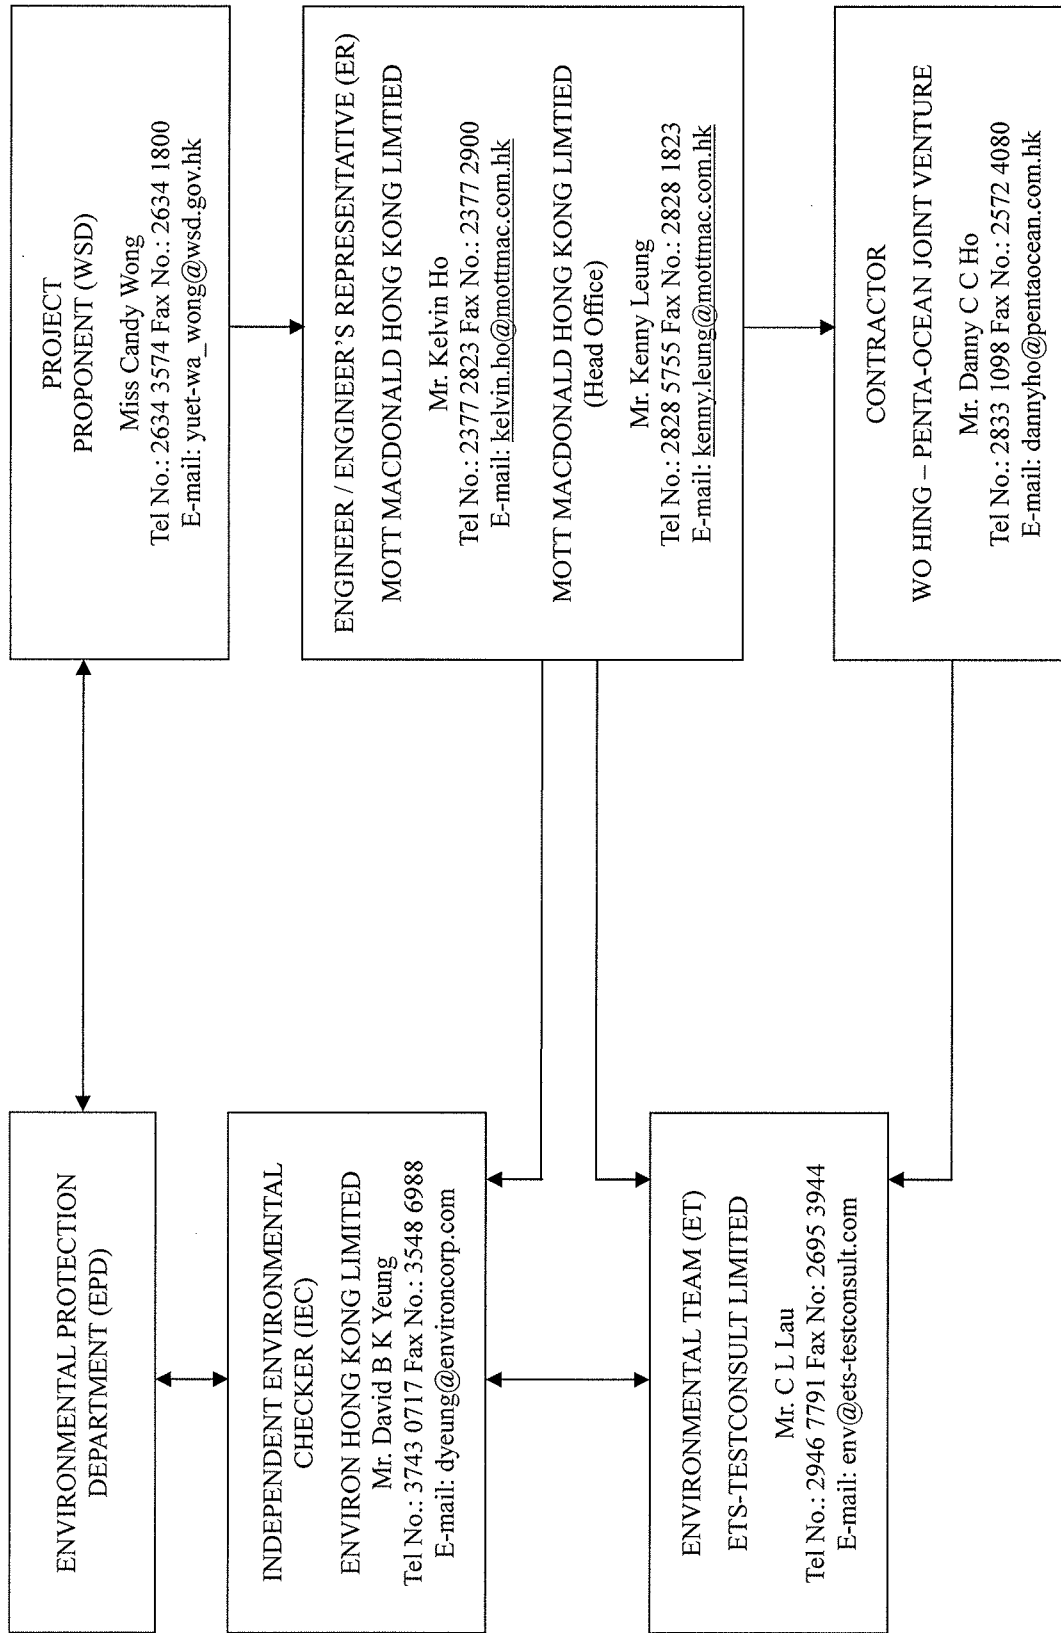 ENVIRONMENTAL PROTECTION
DEPARTMENT (EPD)
PROJECT
PROPONENT (WSD)
Miss Candy Wong
Tel No.: 2634 3574 Fax No.: 2634 1800
E-mail: yuet-wa_wong@wsd.gov.hk
INDEPENDENT ENVIRONMENTAL
CHECKER (IEC)
ENVIRON HONG KONG LIMITED
Mr. David B K Yeung
Tel No.: 3743 0717 Fax No.: 3548 6988
E-mail: dyeung@environcorp.com
ENGINEER / ENGINEER'S REPRESENTATIVE (ER)
MOTT MACDONALD HONG KONG LIMTIED
Mr. Kelvin Ho
Tel No.: 2377 2823 Fax No.: 2377 2900
E-mail: kelvin.ho@mottmac.com.hk
MOTT MACDONALD HONG KONG LIMTIED
(Head Office)
Mr. Kenny Leung
Tel No.: 2828 5755 Fax No.: 2828 1823
E-mail: kenny.leung@mottmac.com.hk
ENVIRONMENTAL TEAM (ET)
ETS-TESTCONSULT LIMITED
Mr. C L Lau
Tel No.: 2946 7791 Fax No: 2695 3944
E-mail: env@ets-testconsult.com
CONTRACTOR
WO HING – PENTA-OCEAN JOINT VENTURE
Mr. Danny C C Ho
Tel No.: 2833 1098 Fax No.: 2572 4080
E-mail: dannyho@pentaocean.com.hk